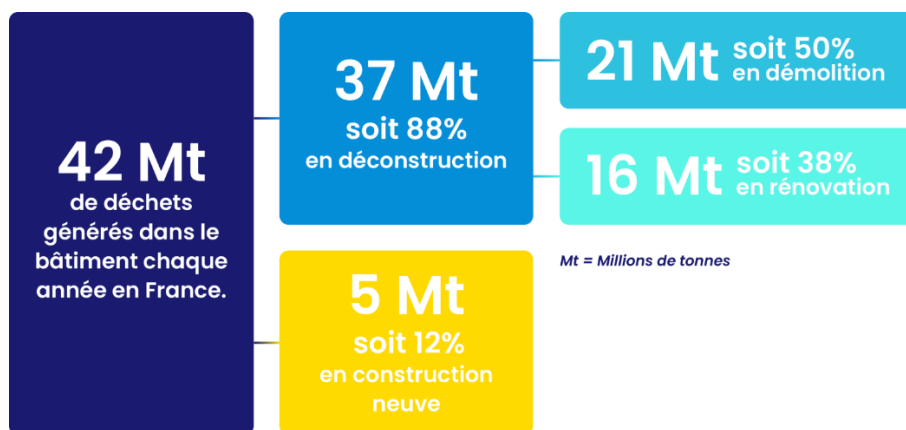 42 Mt
de déchets
générés dans le
bâtiment chaque
année en France.
37 Mt
soit 88%
en déconstruction
21 Mt soit 50%
en démolition
16 Mt soit 38%
en rénovation
Mt = Millions de tonnes
5 Mt
soit 12%
en construction
neuve